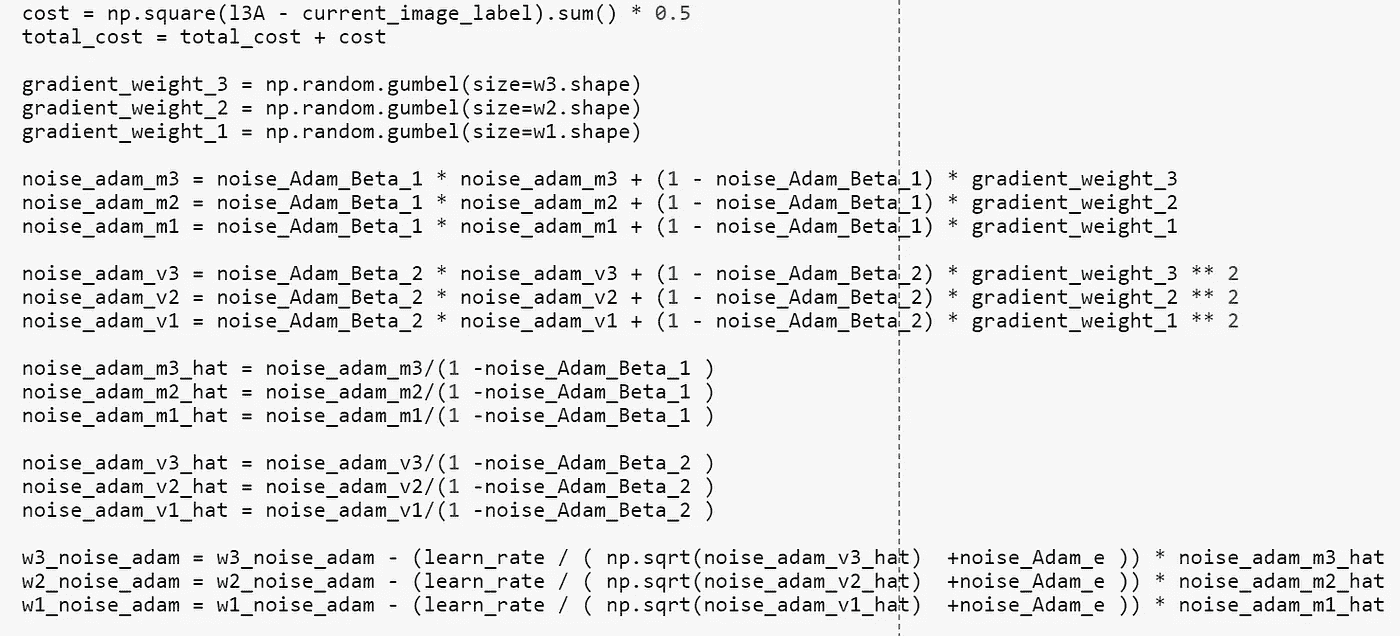 cost = np.square(l3A - current_image_label).sum() * 0.5
total_cost = total_cost + cost
gradient_weight_3 = np.random.gumbel(size=w3.shape)
gradient_weight_2 = np.random.gumbel(size=w2.shape)
gradient_weight_1 = np.random.gumbel(size=w1.shape)
noise_adam_m3 = noise_Adam_Beta_1 * noise_adam_m3 + (1 - noise_Adam_Beta_1) * gradient_weight_3
noise_adam_m2 = noise_Adam_Beta_1 * noise_adam_m2 + (1 - noise_Adam_Beta_1) * gradient_weight_2
noise_adam_m1 = noise_Adam_Beta_1 * noise_adam_m1 + (1 - noise_Adam_Beta_1) * gradient_weight_1
noise_adam_v3 = noise_Adam_Beta_2 * noise_adam_v3 + (1 - noise_Adam_Beta_2) * gradient_weight_3 ** 2
noise_adam_v2 = noise_Adam_Beta_2 * noise_adam_v2 + (1 - noise_Adam_Beta_2) * gradient_weight_2 ** 2
noise_adam_v1 = noise_Adam_Beta_2 * noise_adam_v1 + (1 - noise_Adam_Beta_2) * gradient_weight_1 ** 2
noise_adam_m3_hat = noise_adam_m3/(1 -noise_Adam_Beta_1 )
noise_adam_m2_hat = noise_adam_m2/(1 -noise_Adam_Beta_1 )
noise_adam_m1_hat = noise_adam_m1/(1 -noise_Adam_Beta_1 )
noise_adam_v3_hat = noise_adam_v3/(1 -noise_Adam_Beta_2 )
noise_adam_v2_hat = noise_adam_v2/(1 -noise_Adam_Beta_2 )
noise_adam_v1_hat = noise_adam_v1/(1 -noise_Adam_Beta_2 )
w3_noise_adam = w3_noise_adam - (learn_rate / ( np.sqrt(noise_adam_v3_hat)  +noise_Adam_e )) * noise_adam_m3_hat
w2_noise_adam = w2_noise_adam - (learn_rate / ( np.sqrt(noise_adam_v2_hat)  +noise_Adam_e )) * noise_adam_m2_hat
w1_noise_adam = w1_noise_adam - (learn_rate / ( np.sqrt(noise_adam_v1_hat)  +noise_Adam_e )) * noise_adam_m1_hat